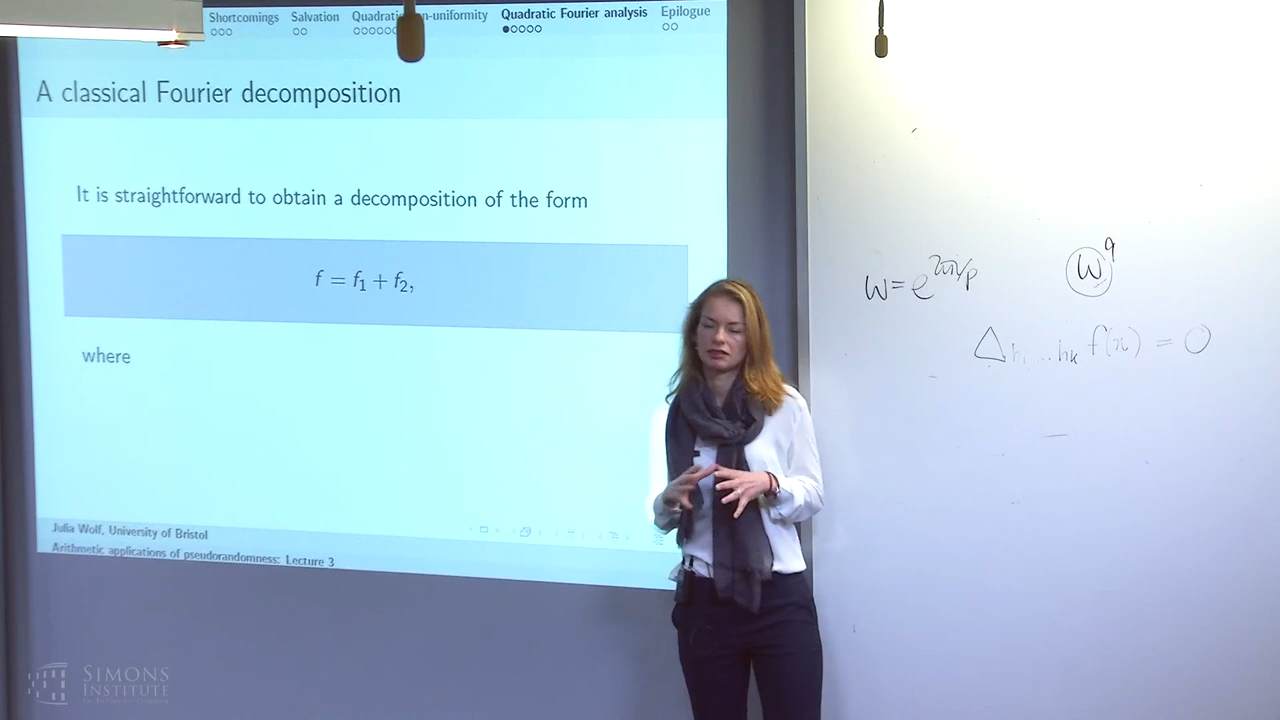 Shortcomings Salvation Quadratic n-uniformity Quadratic Fourier analysis Epilogue
A classical Fourier decomposition
It is straightforward to obtain a decomposition of the form
f = f₁ + f₂,
where
Julia Wolf, University of Bristol
Arithmetic applications of pseudorandomness: Lecture 3
w = e^{2πi/p}
w^q
Δ_{h₁,...,hₖ} f(x) = 0
SIMONS
INSTITUTE